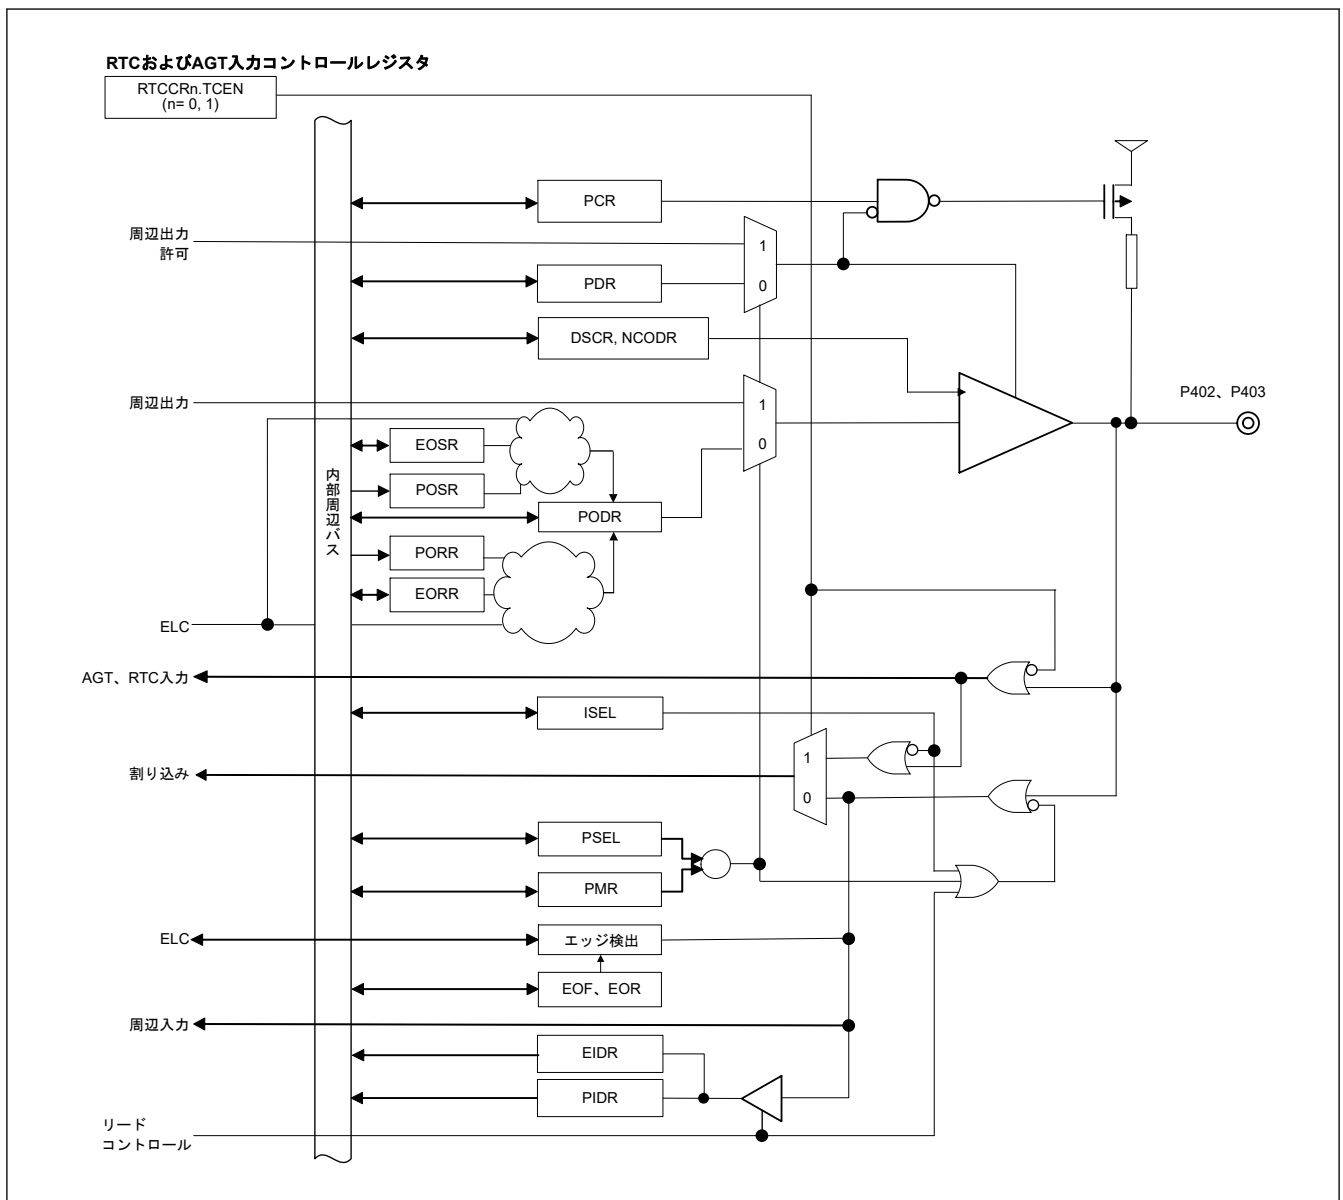 RTCおよびAGT入力コントロールレジスタ
RTCCRn.TCEN
(n= 0, 1)
PCR
周辺出力
許可
1
0
PDR
DSCR, NCODR
周辺出力
1
0
P402、P403
EOSR
POSR
内部周辺バス
PODR
PORR
EORR
ELC
AGT、RTC入力
ISEL
割り込み
1
0
PSEL
PMR
ELC
エッジ検出
EOF、EOR
周辺入力
EIDR
PIDR
リード
コントロール